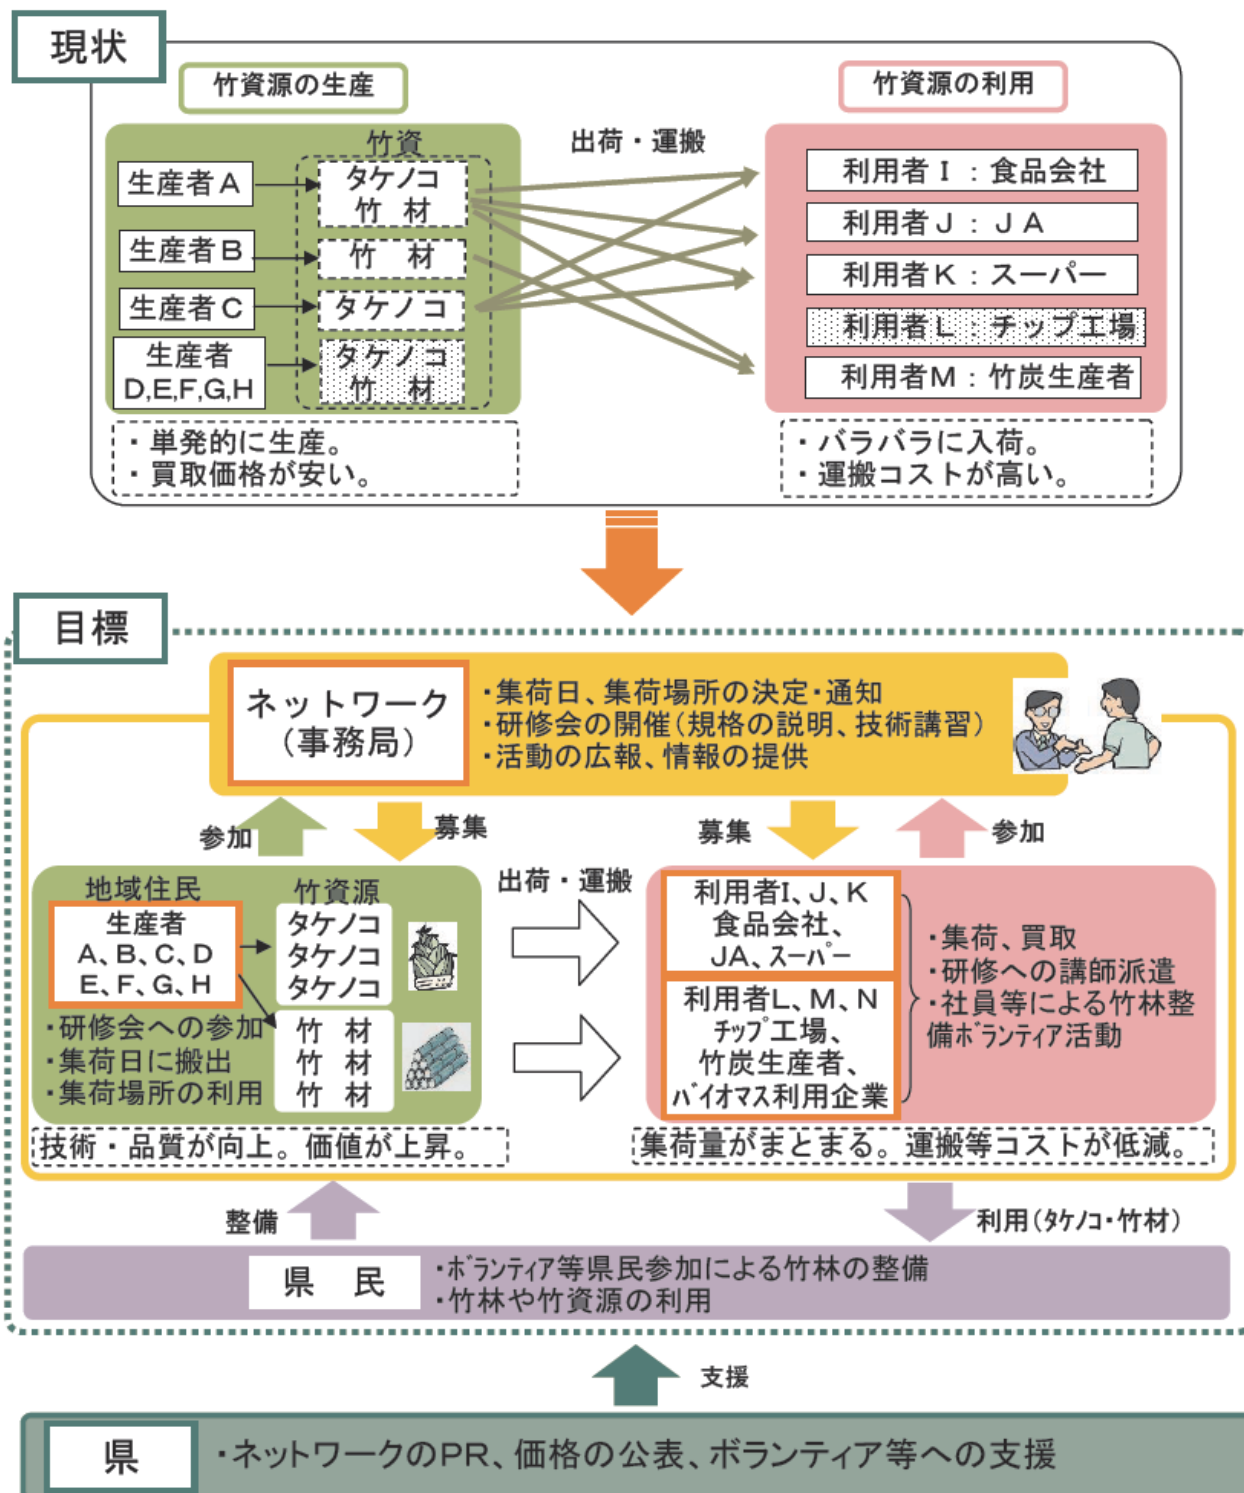 現状
竹資源の生産
竹資源の利用
竹資
出荷・運搬
生産者A
タケノコ
竹 材
生産者B
竹 材
生産者C
タケノコ
生産者
D,E,F,G,H
タケノコ
竹 材
利用者I：食品会社
利用者J：JA
利用者K：スーパー
利用者L：チップ工場
利用者M：竹炭生産者
・単発的に生産。
・買取価格が安い。
・バラバラに入荷。
・運搬コストが高い。
目標
ネットワーク
（事務局）
・集荷日、集荷場所の決定・通知
・研修会の開催（規格の説明、技術講習）
・活動の広報、情報の提供
参加
募集
募集
参加
地域住民
生産者
A、B、C、D
E、F、G、H
・研修会への参加
・集荷日に搬出
・集荷場所の利用
竹資源
タケノコ
タケノコ
タケノコ
竹 材
竹 材
竹 材
出荷・運搬
利用者I、J、K
食品会社、
JA、スーパー
利用者L、M、N
チップ工場、
竹炭生産者、
バイオマス利用企業
・集荷、買取
・研修への講師派遣
・社員等による竹林整
備ボランティア活動
技術・品質が向上。価値が上昇。
集荷量がまとまる。運搬等コストが低減。
整備
利用（タケノコ・竹材）
県 民
・ボランティア等県民参加による竹林の整備
・竹林や竹資源の利用
支援
県
・ネットワークのPR、価格の公表、ボランティア等への支援